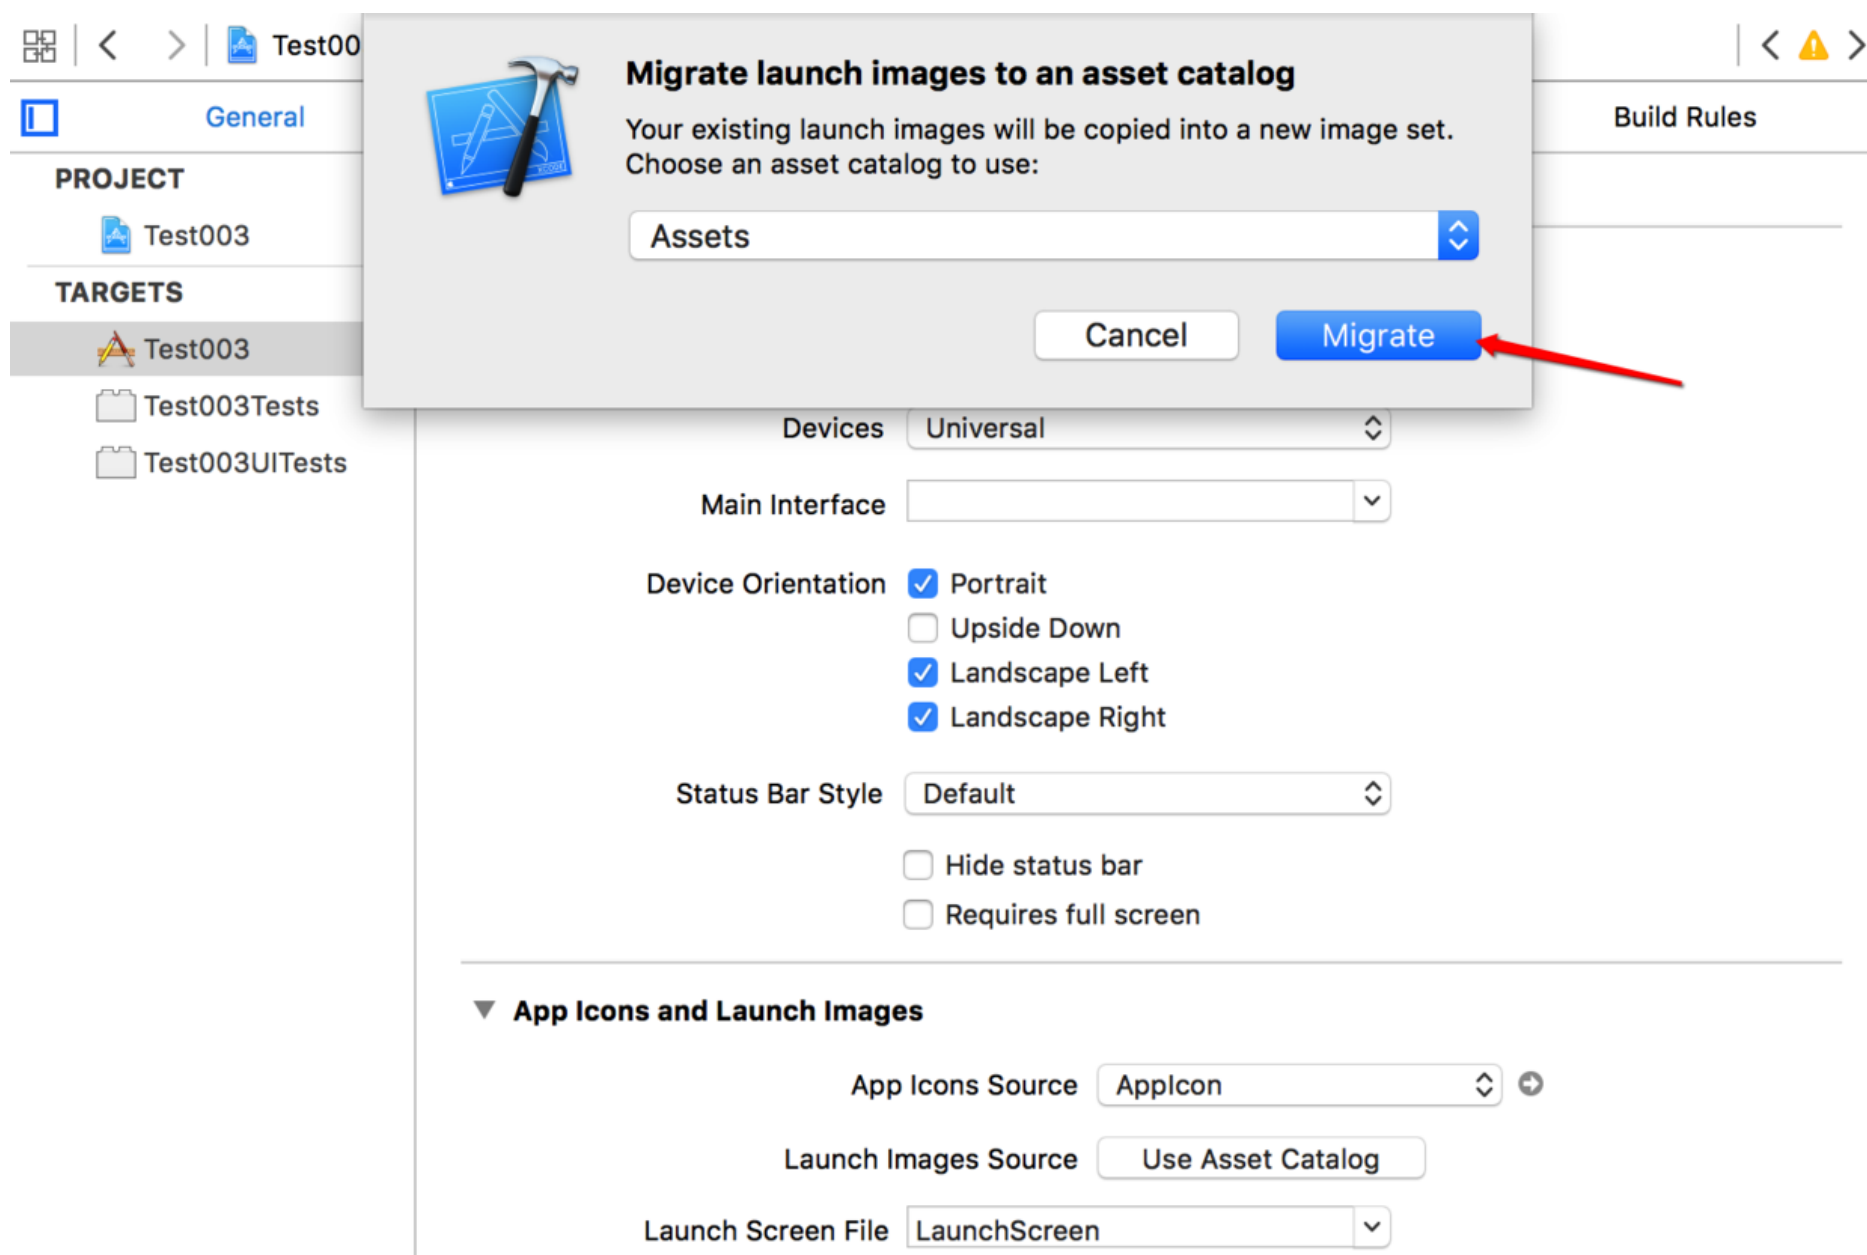 Test00
Migrate launch images to an asset catalog
Your existing launch images will be copied into a new image set.
Choose an asset catalog to use:
Assets
Cancel
Migrate
General
Build Rules
PROJECT
Test003
TARGETS
Test003
Test003Tests
Test003UITests
Devices Universal
Main Interface
Device Orientation Portrait
Upside Down
Landscape Left
Landscape Right
Status Bar Style Default
Hide status bar
Requires full screen
App Icons and Launch Images
App Icons Source AppIcon
Launch Images Source Use Asset Catalog
Launch Screen File LaunchScreen
XCODE